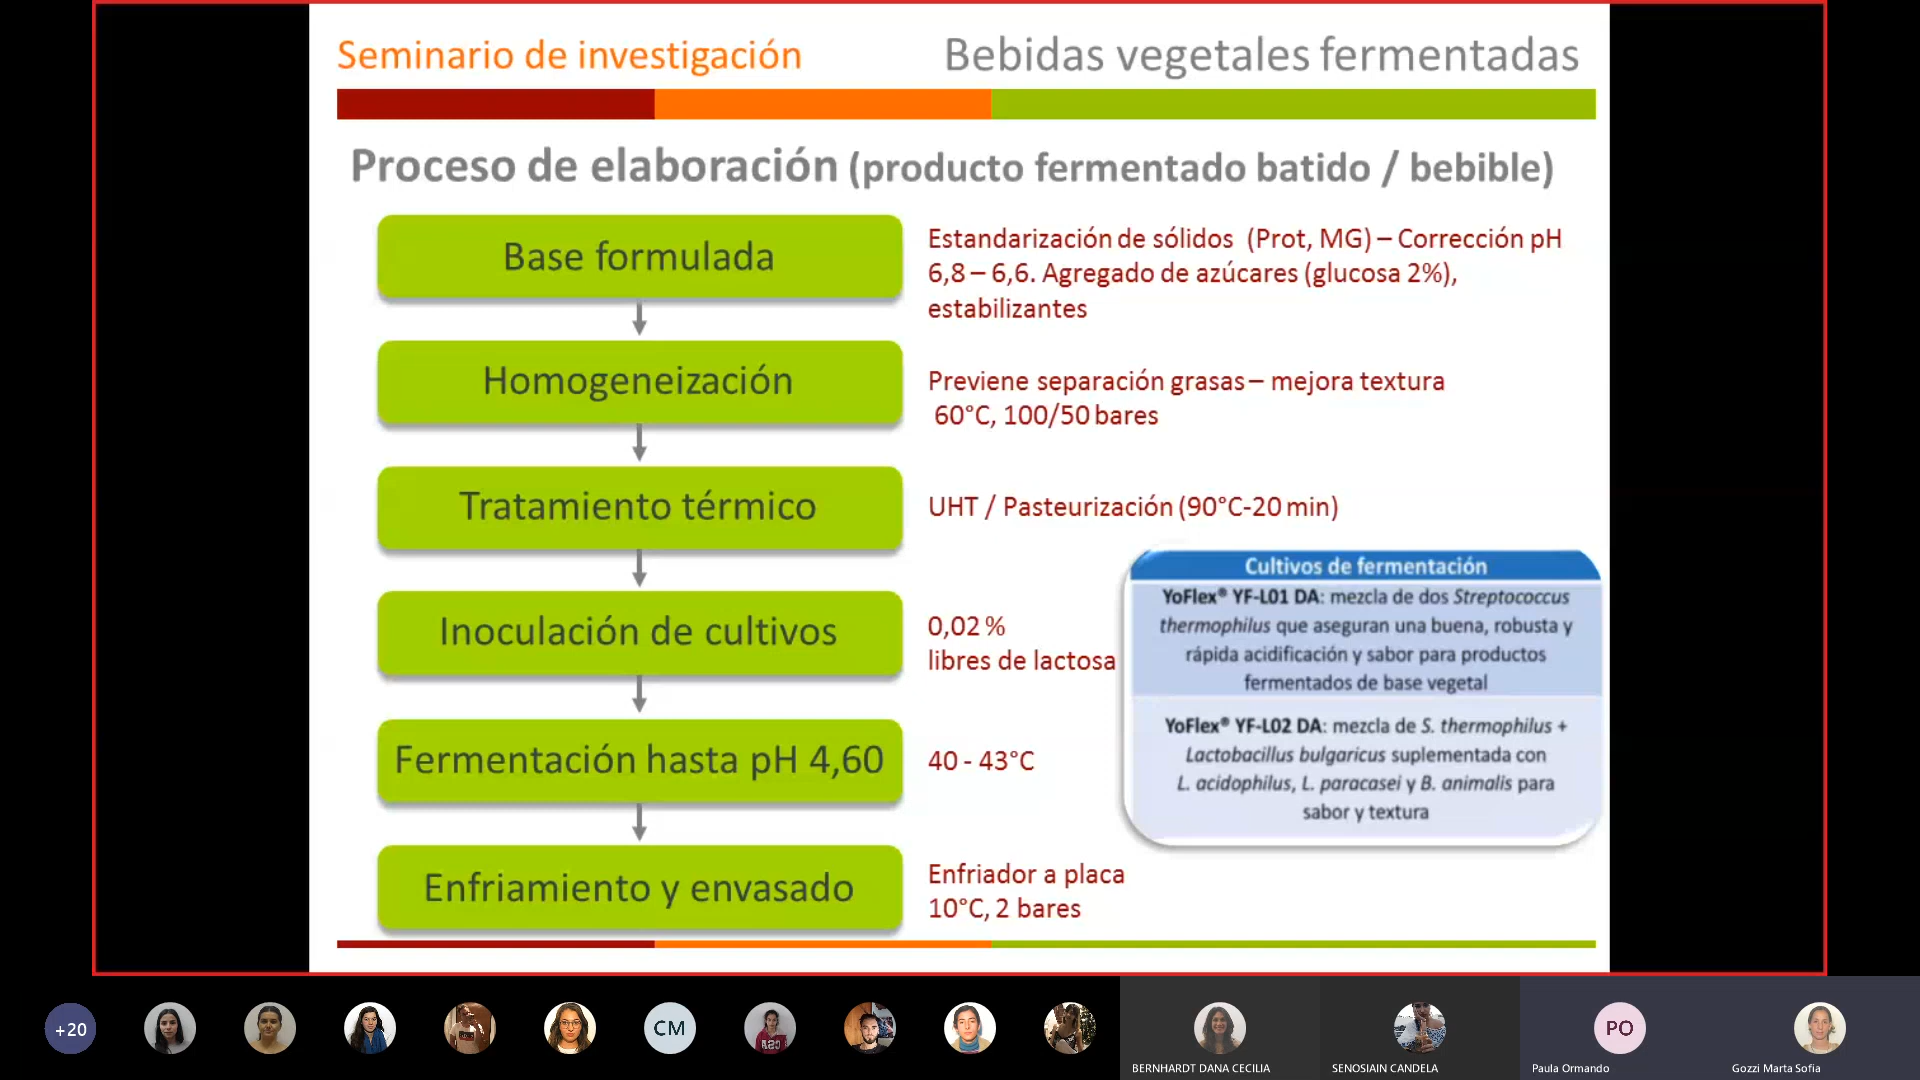 Seminario de investigación
Bebidas vegetales fermentadas
Proceso de elaboración (producto fermentado batido / bebible)
Base formulada
Estandarización de sólidos (Prot, MG) – Corrección pH
6,8 – 6,6. Agregado de azúcares (glucosa 2%),
estabilizantes
Homogeneización
Previene separación grasas – mejora textura
60°C, 100/50 bares
Tratamiento térmico
UHT / Pasteurización (90°C-20 min)
Inoculación de cultivos
0,02 %
libres de lactosa
Cultivos de fermentación
YoFlex® YF-L01 DA: mezcla de dos Streptococcus
thermophilus que aseguran una buena, robusta y
rápida acidificación y sabor para productos
fermentados de base vegetal
YoFlex® YF-L02 DA: mezcla de S. thermophilus +
Lactobacillus bulgaricus suplementada con
L. acidophilus, L. paracasei y B. animalis para
sabor y textura
Fermentación hasta pH 4,60
40 - 43°C
Enfriamiento y envasado
Enfriador a placa
10°C, 2 bares
+20
CM
PO
BERNHARDT DANA CECILIA
SENOSIAIN CANDELA
Paula Ormando
Gozzi Marta Sofia